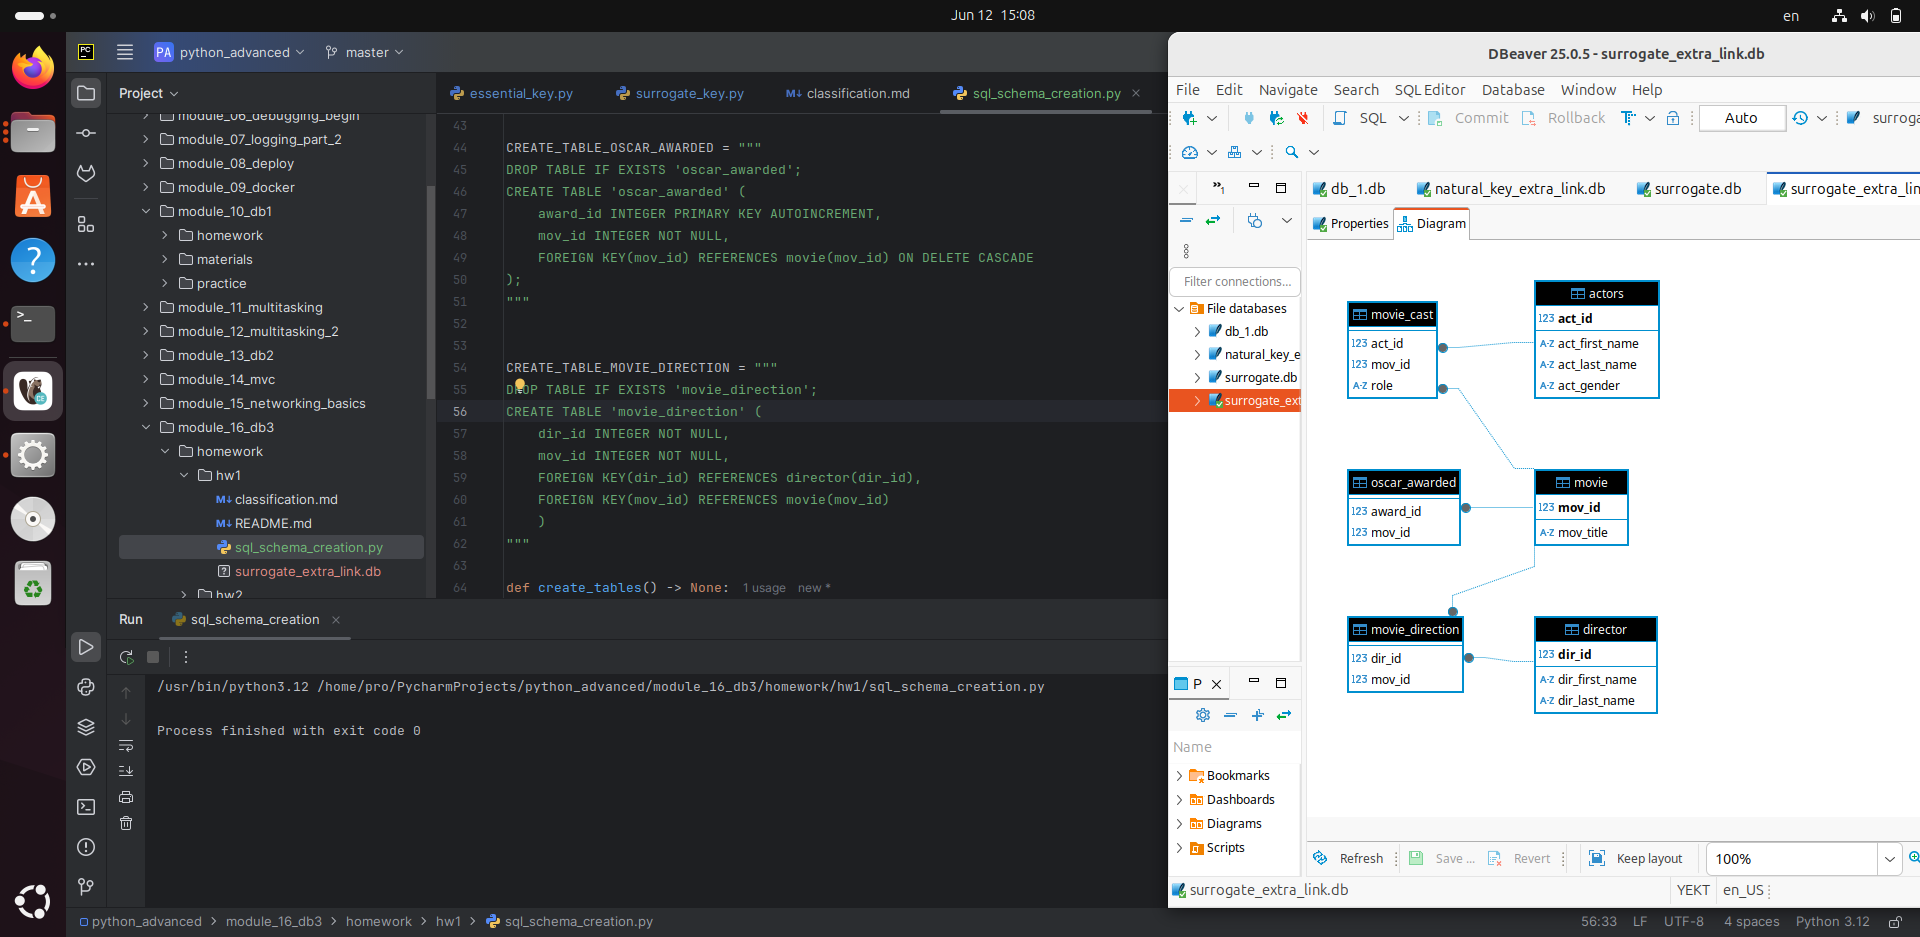 Jun 12 15:08
en
PC
PA python_advanced
master
Project
module_06_debugging_begin
module_07_logging_part_2
module_08_deploy
module_09_docker
module_10_db1
homework
materials
practice
module_11_multitasking
module_12_multitasking_2
module_13_db2
module_14_mvc
module_15_networking_basics
module_16_db3
homework
hw1
classification.md
README.md
sql_schema_creation.py
surrogate_extra_link.db
hw2
essential_key.py
surrogate_key.py
classification.md
sql_schema_creation.py
43
44 CREATE_TABLE_OSCAR_AWARDED = """
45 DROP TABLE IF EXISTS 'oscar_awarded';
46 CREATE TABLE 'oscar_awarded' (
47 award_id INTEGER PRIMARY KEY AUTOINCREMENT,
48 mov_id INTEGER NOT NULL,
49 FOREIGN KEY(mov_id) REFERENCES movie(mov_id) ON DELETE CASCADE
50 );
51 """
52
53
54 CREATE_TABLE_MOVIE_DIRECTION = """
55 DROP TABLE IF EXISTS 'movie_direction';
56 CREATE TABLE 'movie_direction' (
57 dir_id INTEGER NOT NULL,
58 mov_id INTEGER NOT NULL,
59 FOREIGN KEY(dir_id) REFERENCES director(dir_id),
60 FOREIGN KEY(mov_id) REFERENCES movie(mov_id)
61 )
62 """
63
64 def create_tables() -> None: 1 usage new *
Run sql_schema_creation
/usr/bin/python3.12 /home/pro/PycharmProjects/python_advanced/module_16_db3/homework/hw1/sql_schema_creation.py
Process finished with exit code 0
python_advanced > module_16_db3 > homework > hw1 > sql_schema_creation.py
56:33 LF UTF-8 4 spaces Python 3.12
DBeaver 25.0.5 - surrogate_extra_link.db
File Edit Navigate Search SQL Editor Database Window Help
SQL Commit Rollback Auto surroga
db_1.db natural_key_extra_link.db surrogate.db surrogate_extra_lin
Properties Diagram
Filter connections...
File databases
db_1.db
natural_key_e
surrogate.db
surrogate_ext
P
Name
Bookmarks
Dashboards
Diagrams
Scripts
movie_cast
123 act_id
123 mov_id
A-Z role
actors
123 act_id
A-Z act_first_name
A-Z act_last_name
A-Z act_gender
oscar_awarded
123 award_id
123 mov_id
movie
123 mov_id
A-Z mov_title
movie_direction
123 dir_id
123 mov_id
director
123 dir_id
A-Z dir_first_name
A-Z dir_last_name
Refresh Save ... Revert Keep layout 100%
surrogate_extra_link.db YEKT en_US